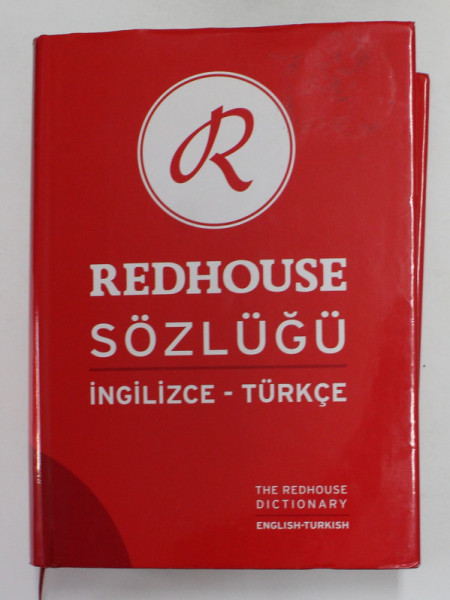 R
REDHOUSE
SÖZLÜĞÜ
İNGİLİZCE - TÜRKÇE
THE REDHOUSE
DICTIONARY
ENGLISH-TURKISH